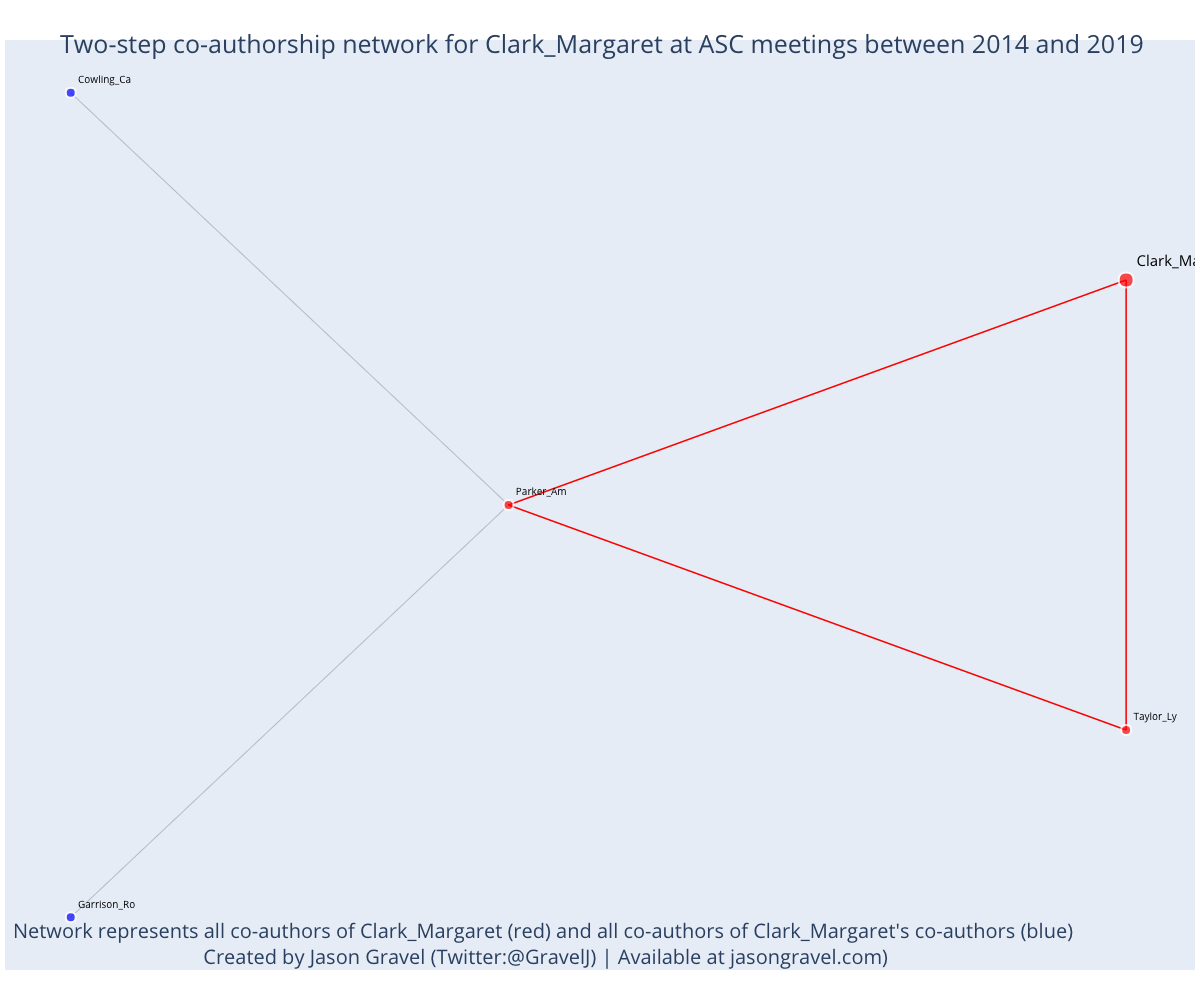 Two-step co-authorship network for Clark_Margaret at ASC meetings between 2014 and 2019
Cowling_Ca
Clark_Ma
Parker_Am
Taylor_Ly
Garrison_Ro
Network represents all co-authors of Clark_Margaret (red) and all co-authors of Clark_Margaret's co-authors (blue)
Created by Jason Gravel (Twitter:@GravelJ) | Available at jasongravel.com)